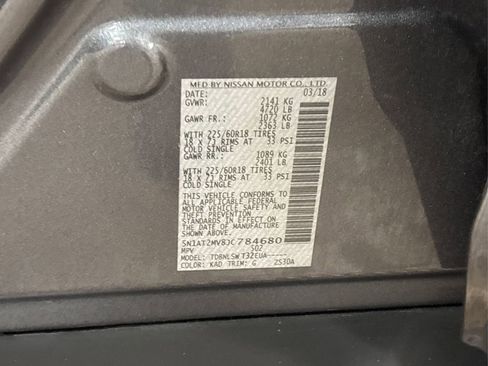 MFD BY NISSAN MOTOR CO., LTD.
DATE: 03/18
GVWR: 2141 KG
4720 LB
GAWR FR.: 1072 KG
2363 LB
WITH 225/60R18 TIRES
18 x 7J RIMS AT 33 PSI
COLD SINGLE
GAWR RR.: 1089 KG
2401 LB
WITH 225/60R18 TIRES
18 x 7J RIMS AT 33 PSI
COLD SINGLE
THIS VEHICLE CONFORMS TO
ALL APPLICABLE FEDERAL
MOTOR VEHICLE SAFETY AND
THEFT PREVENTION
STANDARDS IN EFFECT ON
THE DATE OF MANUFACTURE
SHOWN ABOVE.
5N1AT2MV8JC784680
MPV 502
MODEL: TDBNLSW T32EUA-----
COLOR: KAD TRIM: G